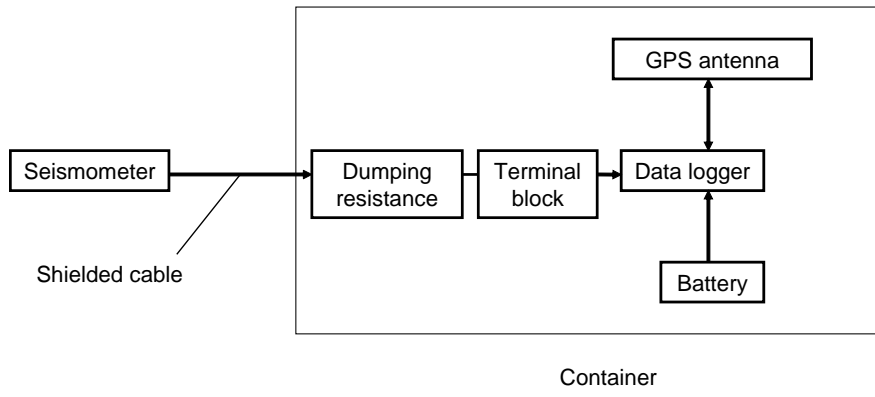 GPS antenna
Seismometer
Dumping
resistance
Terminal
block
Data logger
Shielded cable
Battery
Container